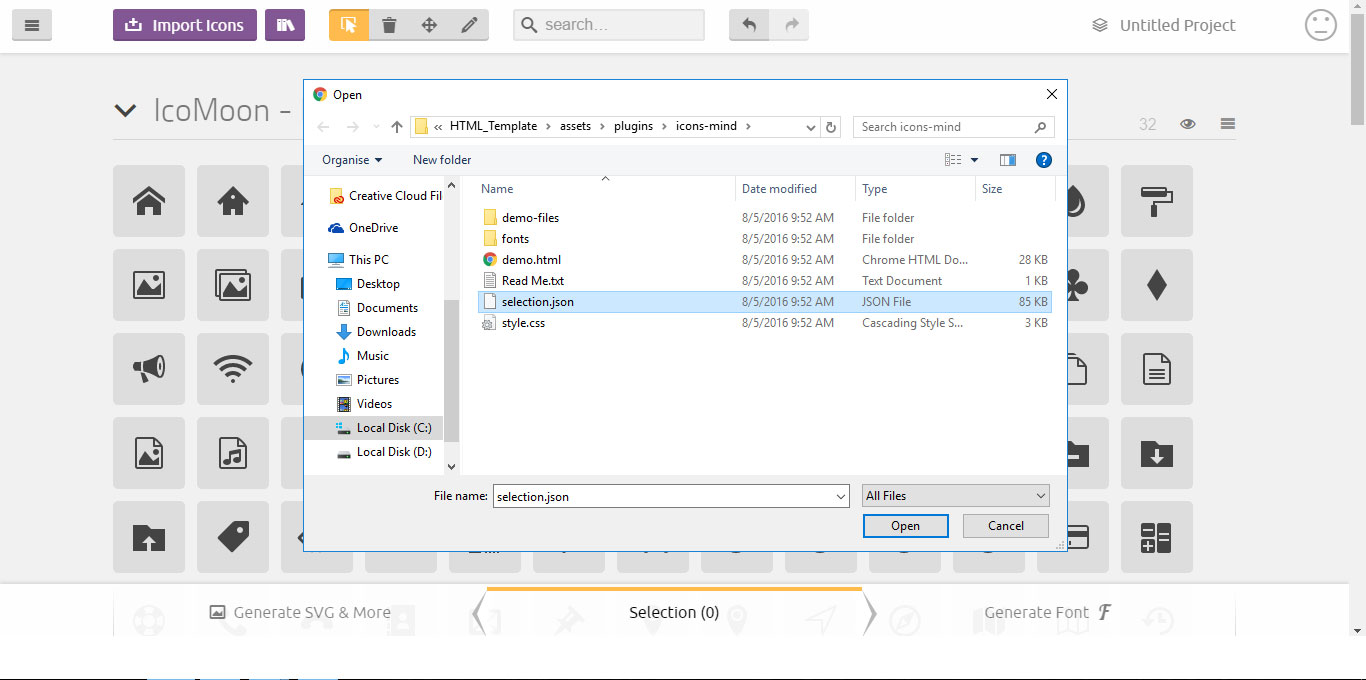 Import Icons
search...
Untitled Project
IcoMoon -
32
Open
« HTML_Template › assets › plugins › icons-mind ›
Search icons-mind
Organise
New folder
?
Creative Cloud Fil
OneDrive
This PC
Desktop
Documents
Downloads
Music
Pictures
Videos
Local Disk (C:)
Local Disk (D:)
Name Date modified Type Size
demo-files 8/5/2016 9:52 AM File folder
fonts 8/5/2016 9:52 AM File folder
demo.html 8/5/2016 9:52 AM Chrome HTML Do... 28 KB
Read Me.txt 8/5/2016 9:52 AM Text Document 1 KB
selection.json 8/5/2016 9:52 AM JSON File 85 KB
style.css 8/5/2016 9:52 AM Cascading Style S... 3 KB
File name: selection.json All Files
Open Cancel
Generate SVG & More
Selection (0)
Generate Font F